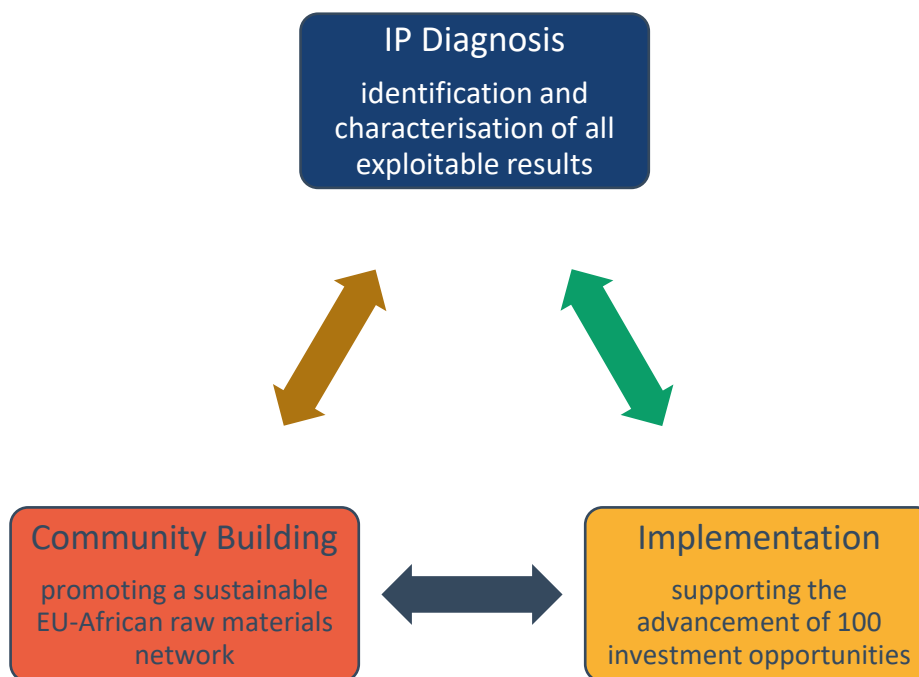 IP Diagnosis
identification and
characterisation of all
exploitable results
Community Building
promoting a sustainable
EU-African raw materials
network
Implementation
supporting the
advancement of 100
investment opportunities